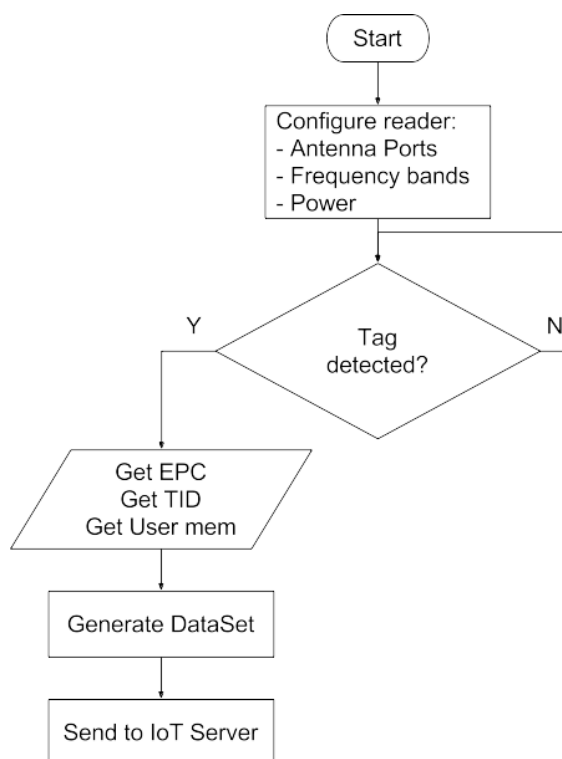 Start
Configure reader:
- Antenna Ports
- Frequency bands
- Power
Y
Tag
detected?
N
Get EPC
Get TID
Get User mem
Generate DataSet
Send to IoT Server